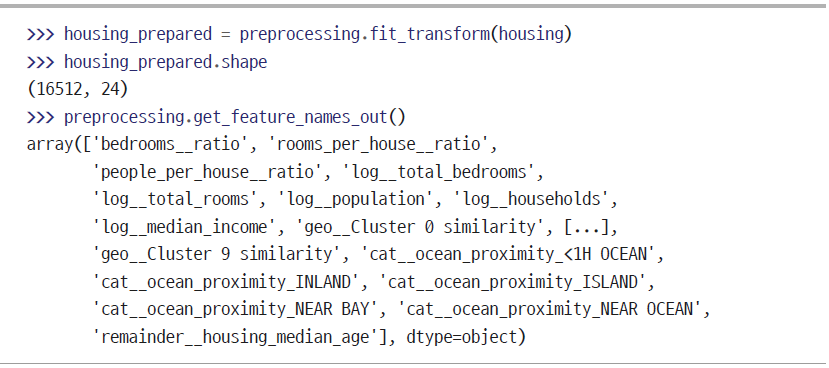 >>> housing_prepared = preprocessing.fit_transform(housing)
>>> housing_prepared.shape
(16512, 24)
>>> preprocessing.get_feature_names_out()
array(['bedrooms__ratio', 'rooms_per_house__ratio',
'people_per_house__ratio', 'log__total_bedrooms',
'log__total_rooms', 'log__population', 'log__households',
'log__median_income', 'geo__Cluster 0 similarity', [...],
'geo__Cluster 9 similarity', 'cat__ocean_proximity_<1H OCEAN',
'cat__ocean_proximity_INLAND', 'cat__ocean_proximity_ISLAND',
'cat__ocean_proximity_NEAR BAY', 'cat__ocean_proximity_NEAR OCEAN',
'remainder__housing_median_age'], dtype=object)